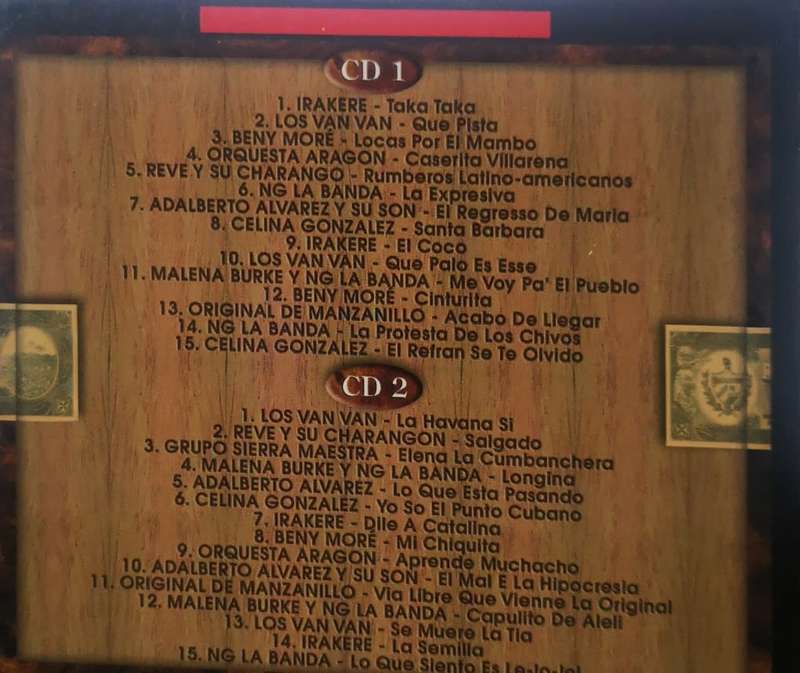 CD 1
1. IRAKERE - Taka Taka
2. LOS VAN VAN - Que Pista
3. BENY MORÉ - Locas Por El Mambo
4. ORQUESTA ARAGON - Caserita Villarena
5. REVE Y SU CHARANGO - Rumberos Latino-americanos
6. NG LA BANDA - La Expresiva
7. ADALBERTO ALVAREZ Y SU SON - El Regresso De Maria
8. CELINA GONZALEZ - Santa Barbara
9. IRAKERE - El Coco
10. LOS VAN VAN - Que Palo Es Esse
11. MALENA BURKE Y NG LA BANDA - Me Voy Pa' El Pueblo
12. BENY MORÉ - Cinturita
13. ORIGINAL DE MANZANILLO - Acabo De Llegar
14. NG LA BANDA - La Protesta De Los Chivos
15. CELINA GONZALEZ - El Refran Se Te Olvido
CD 2
1. LOS VAN VAN - La Havana Si
2. REVE Y SU CHARANGON - Salgado
3. GRUPO SIERRA MAESTRA - Elena La Cumbanchera
4. MALENA BURKE Y NG LA BANDA - Longina
5. ADALBERTO ALVAREZ - Lo Que Esta Pasando
6. CELINA GONZALEZ - Yo So El Punto Cubano
7. IRAKERE - Dile A Catalina
8. BENY MORÉ - Mi Chiquita
9. ORQUESTA ARAGON - Aprende Muchacho
10. ADALBERTO ALVAREZ Y SU SON - El Mal E La Hipocresia
11. ORIGINAL DE MANZANILLO - Via Libre Que Vienne La Original
12. MALENA BURKE Y NG LA BANDA - Capulito De Aleli
13. LOS VAN VAN - Se Muere La Tia
14. IRAKERE - La Semilla
15. NG LA BANDA - Lo Que Siento Es Le-lo-lei